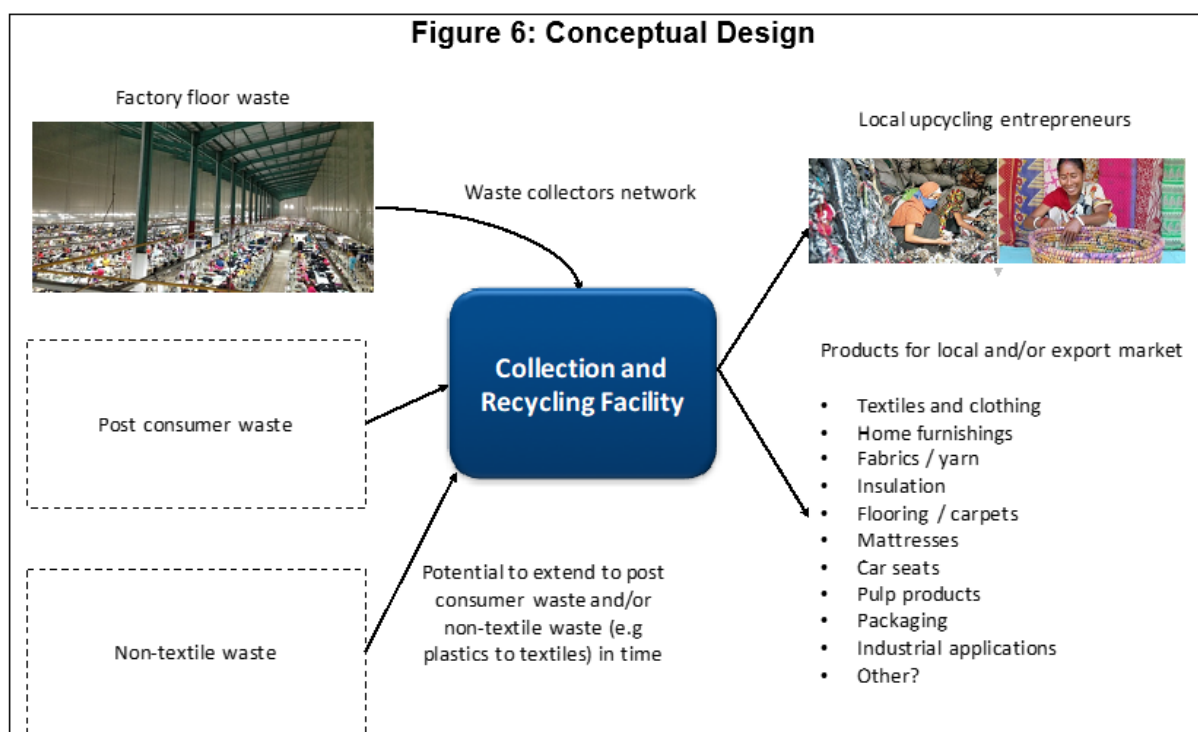 Figure 6: Conceptual Design
Factory floor waste
Waste collectors network
Local upcycling entrepreneurs
Collection and
Recycling Facility
Post consumer waste
Non-textile waste
Potential to extend to post
consumer waste and/or
non-textile waste (e.g
plastics to textiles) in time
Products for local and/or export market
• Textiles and clothing
• Home furnishings
• Fabrics / yarn
• Insulation
• Flooring / carpets
• Mattresses
• Car seats
• Pulp products
• Packaging
• Industrial applications
• Other?